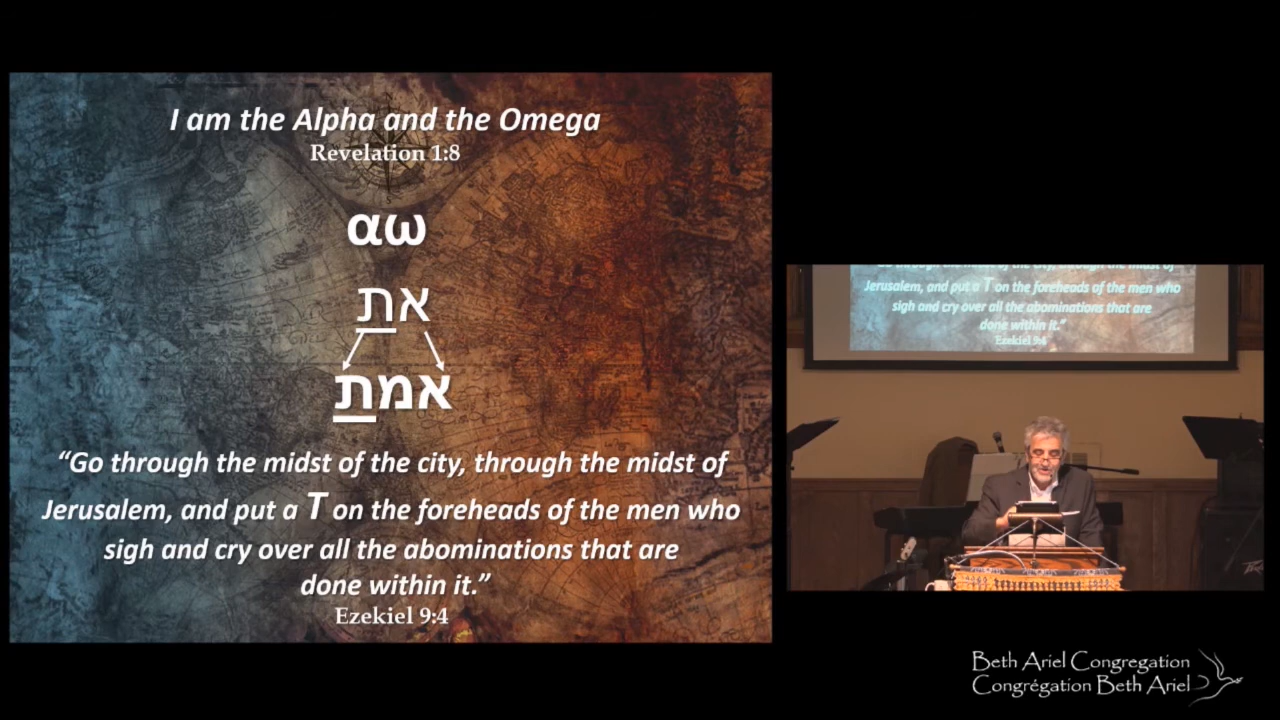 I am the Alpha and the Omega
Revelation 1:8
αω
את
אמת
“Go through the midst of the city, through the midst of
Jerusalem, and put a T on the foreheads of the men who
sigh and cry over all the abominations that are
done within it.”
Ezekiel 9:4
Jerusalem, and put a T on the foreheads of the men who
sigh and cry over all the abominations that are
done within it.”
Ezekiel 9:4
Beth Ariel Congregation
Congrégation Beth Ariel